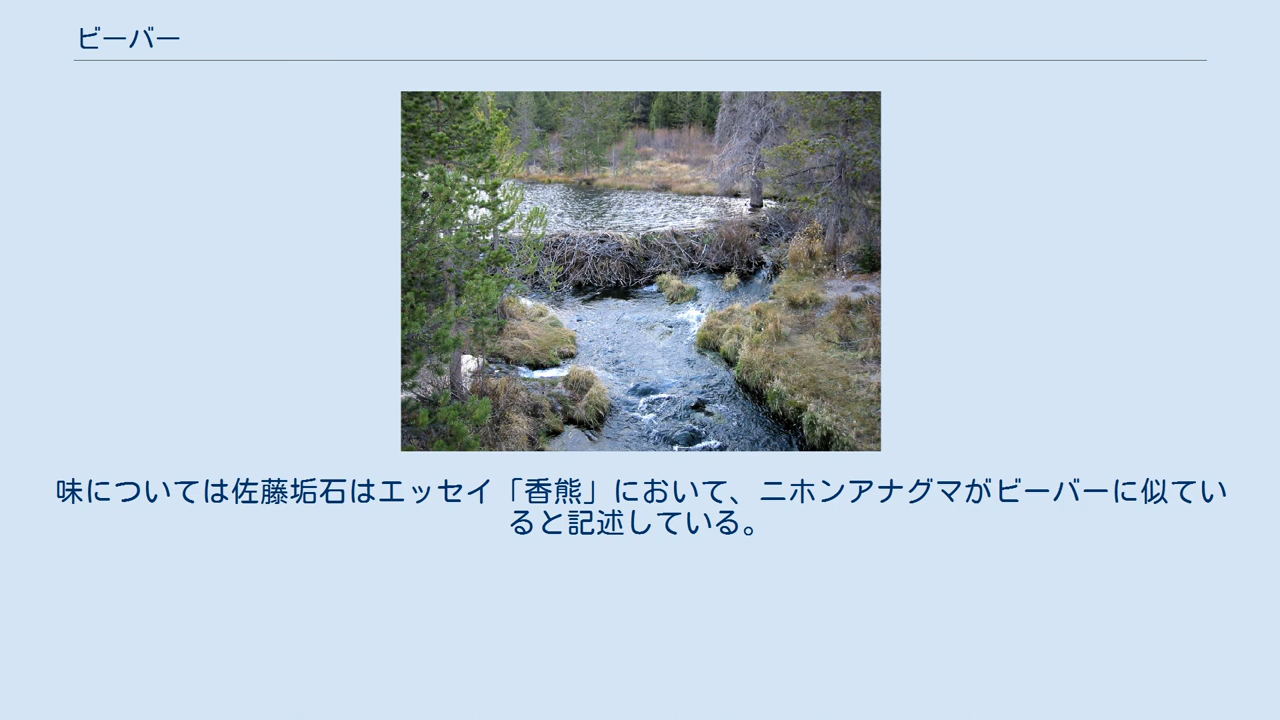 ビーバー
味については佐藤垢石はエッセイ「香熊」において、ニホンアナグマがビーバーに似てい
ると記述している。